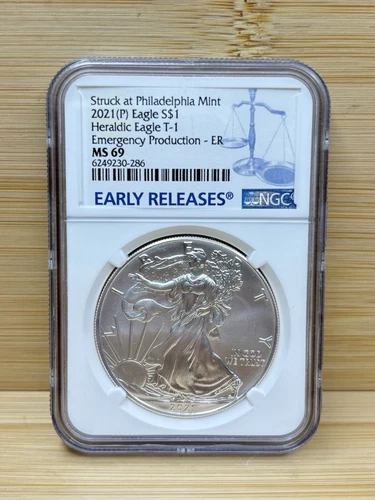 Struck at Philadelphia Mint
2021(P) Eagle S$1
Heraldic Eagle T-1
Emergency Production - ER
MS 69
6249230-286
EARLY RELEASES®
NGC
LIBERTY
IN GOD
WE TRUST
2021